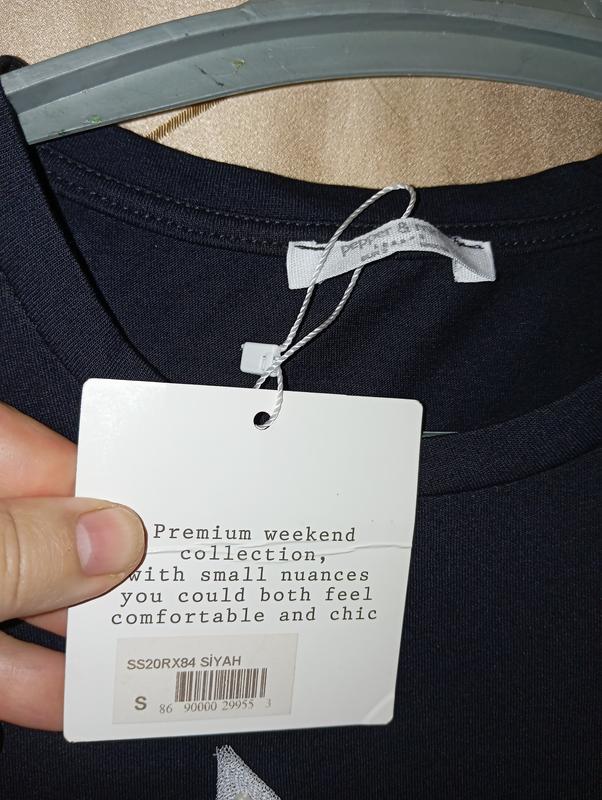 pepper &
Premium weekend
collection,
with small nuances
you could both feel
comfortable and chic
SS20RX84 SİYAH
S
86 90000 29955 3